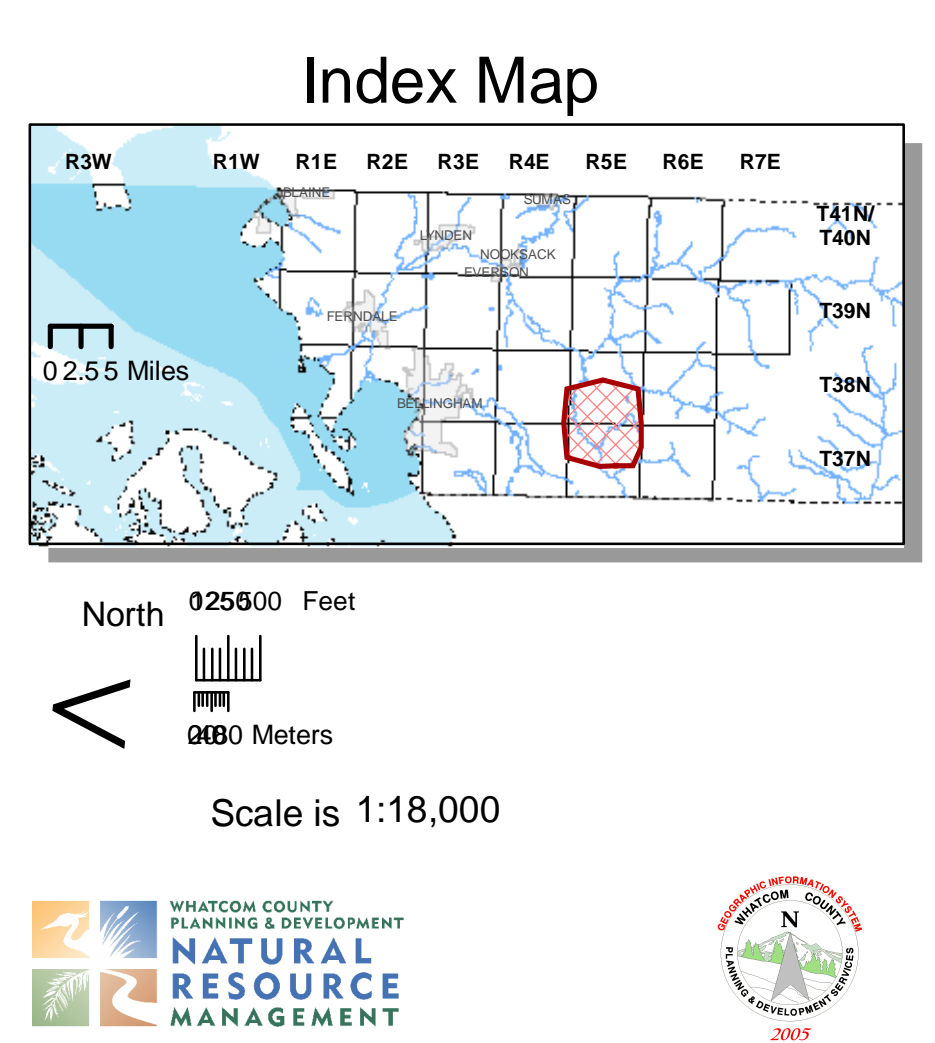 Index Map
R3W R1W R1E R2E R3E R4E R5E R6E R7E
BLAINE
SUMAS
T41N/
T40N
LYNDEN
NOOKSACK
EVERSON
FERNDALE
T39N
0 2.5 5 Miles
T38N
BELLINGHAM
T37N
North
Feet
Meters
Scale is 1:18,000
WHATCOM COUNTY
PLANNING & DEVELOPMENT
NATURAL
RESOURCE
MANAGEMENT
GEOGRAPHIC INFORMATION SYSTEM
WHATCOM COUNTY
N
PLANNING & DEVELOPMENT SERVICES
2005